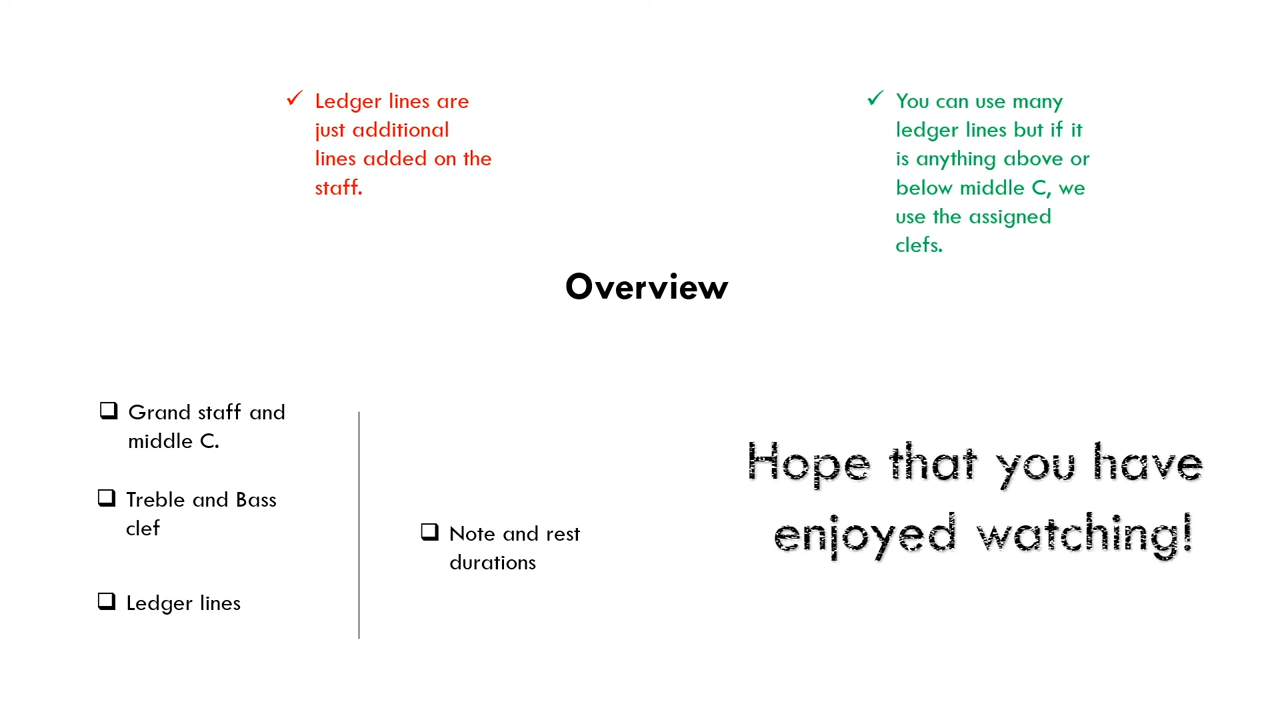 Ledger lines are
just additional
lines added on the
staff.
You can use many
ledger lines but if it
is anything above or
below middle C, we
use the assigned
clefs.
Overview
Grand staff and
middle C.
Treble and Bass
clef
Ledger lines
Note and rest
durations
Hope that you have
enjoyed watching!